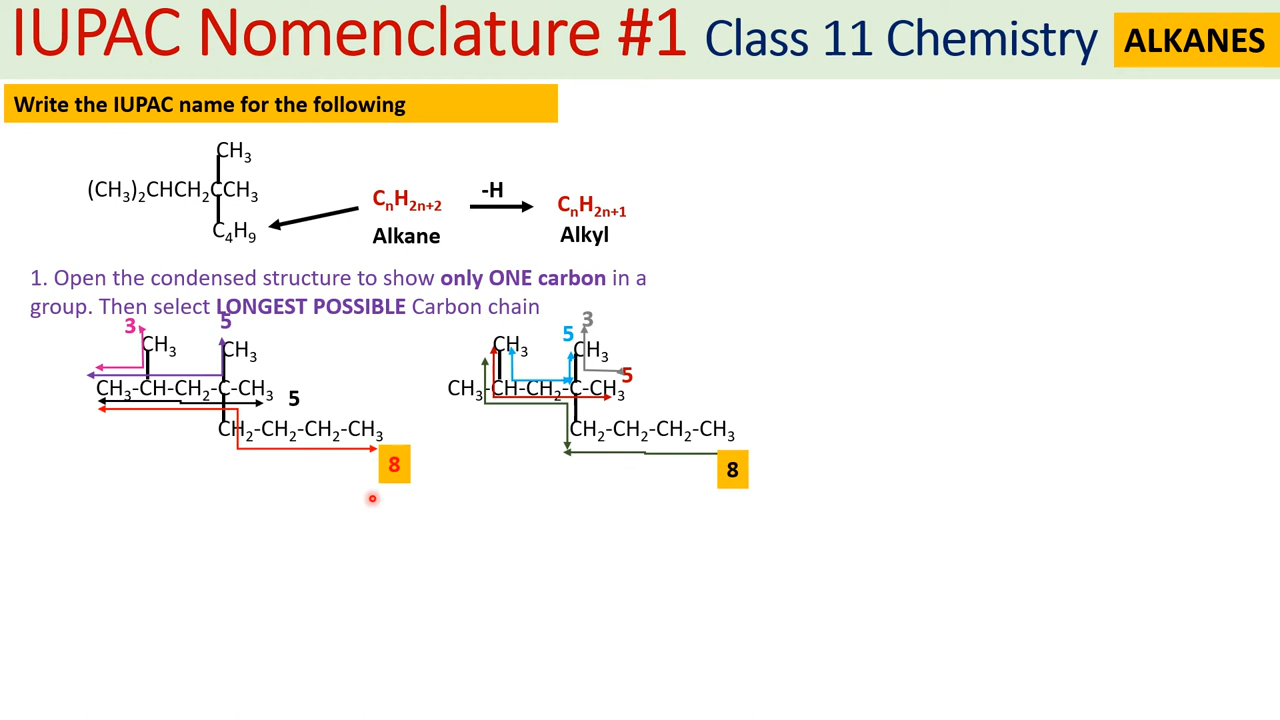 IUPAC Nomenclature #1 Class 11 Chemistry ALKANES
Write the IUPAC name for the following
CH₃
(CH₃)₂CHCH₂CCH₃
C₄H₉
CₙH₂ₙ₊₂ -H CₙH₂ₙ₊₁
Alkane Alkyl
1. Open the condensed structure to show only ONE carbon in a
group. Then select LONGEST POSSIBLE Carbon chain
3 5 5 3
CH₃ CH₃ CH₃ CH₃
5
CH₃-CH-CH₂-C-CH₃ 5 CH₃-CH-CH₂-C-CH₃
CH₂-CH₂-CH₂-CH₃ CH₂-CH₂-CH₂-CH₃
8 8